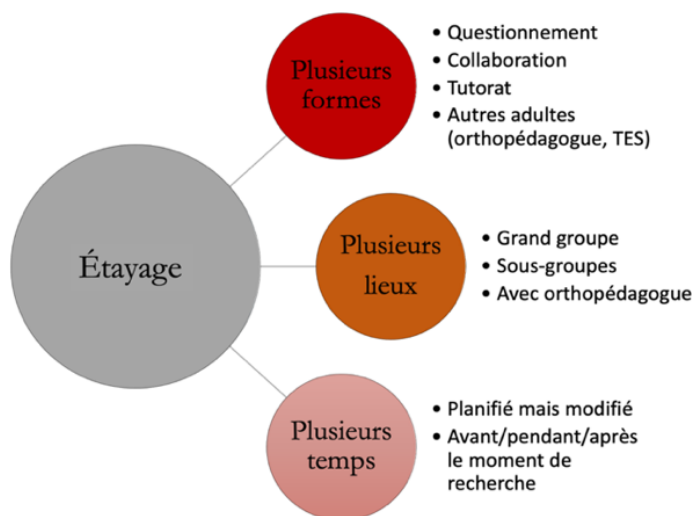 Étayage
Plusieurs
formes
• Questionnement
• Collaboration
• Tutorat
• Autres adultes
(orthopédagogue, TES)
Plusieurs
lieux
• Grand groupe
• Sous-groupes
• Avec orthopédagogue
Plusieurs
temps
• Planifié mais modifié
• Avant/pendant/après
le moment de
recherche